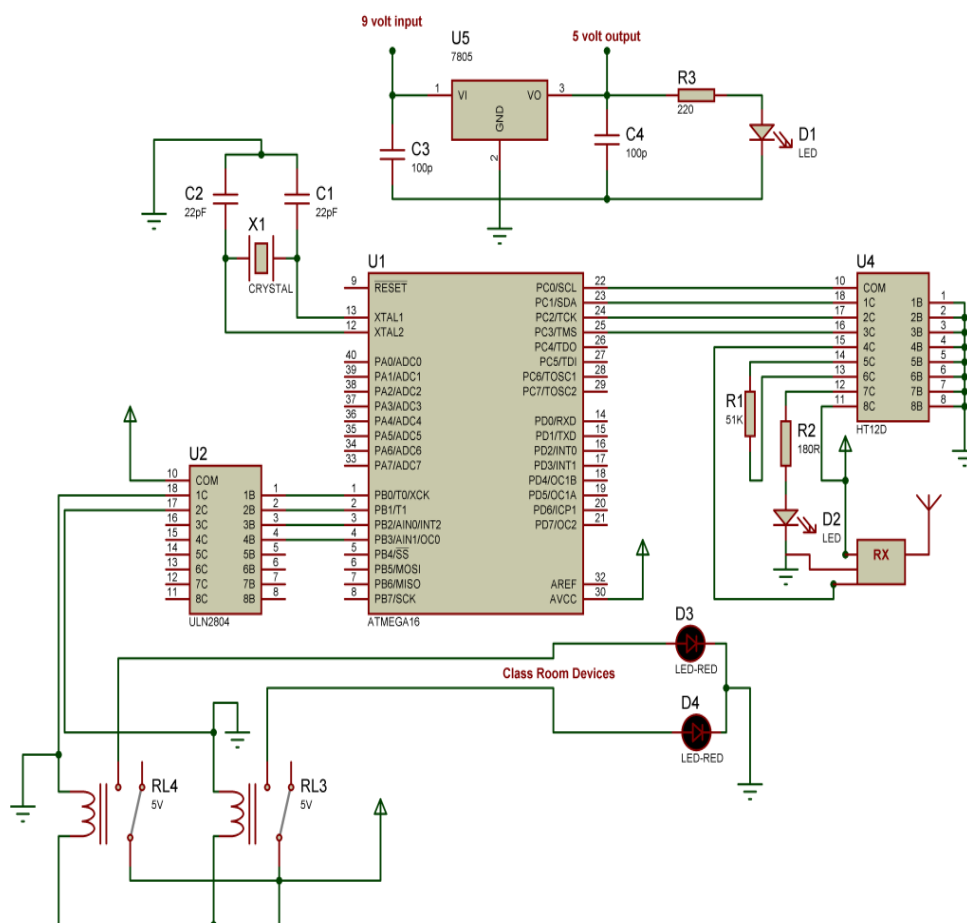 9 volt input
U5
7805
5 volt output
1 VI VO 3
GND
2
R3
220
C3
100p
C4
100p
D1
LED
C2
22pF
C1
22pF
X1
CRYSTAL
U1
9 RESET
13 XTAL1
12 XTAL2
40 PA0/ADC0
39 PA1/ADC1
38 PA2/ADC2
37 PA3/ADC3
36 PA4/ADC4
35 PA5/ADC5
34 PA6/ADC6
33 PA7/ADC7
1 PB0/T0/XCK
2 PB1/T1
3 PB2/AIN0/INT2
4 PB3/AIN1/OC0
5 PB4/SS
6 PB5/MOSI
7 PB6/MISO
8 PB7/SCK
PC0/SCL 22
PC1/SDA 23
PC2/TCK 24
PC3/TMS 25
PC4/TDO 26
PC5/TDI 27
PC6/TOSC1 28
PC7/TOSC2 29
PD0/RXD 14
PD1/TXD 15
PD2/INT0 16
PD3/INT1 17
PD4/OC1B 18
PD5/OC1A 19
PD6/ICP1 20
PD7/OC2 21
AREF 32
AVCC 30
ATMEGA16
U4
10 COM
18 1C 1B 1
17 2C 2B 2
16 3C 3B 3
15 4C 4B 4
14 5C 5B 5
13 6C 6B 6
12 7C 7B 7
11 8C 8B 8
HT12D
R1
51K
R2
180R
D2
LED
RX
U2
10 COM
18 1C 1B 1
17 2C 2B 2
16 3C 3B 3
15 4C 4B 4
14 5C 5B 5
13 6C 6B 6
12 7C 7B 7
11 8C 8B 8
ULN2804
D3
LED-RED
Class Room Devices
D4
LED-RED
RL4
5V
RL3
5V